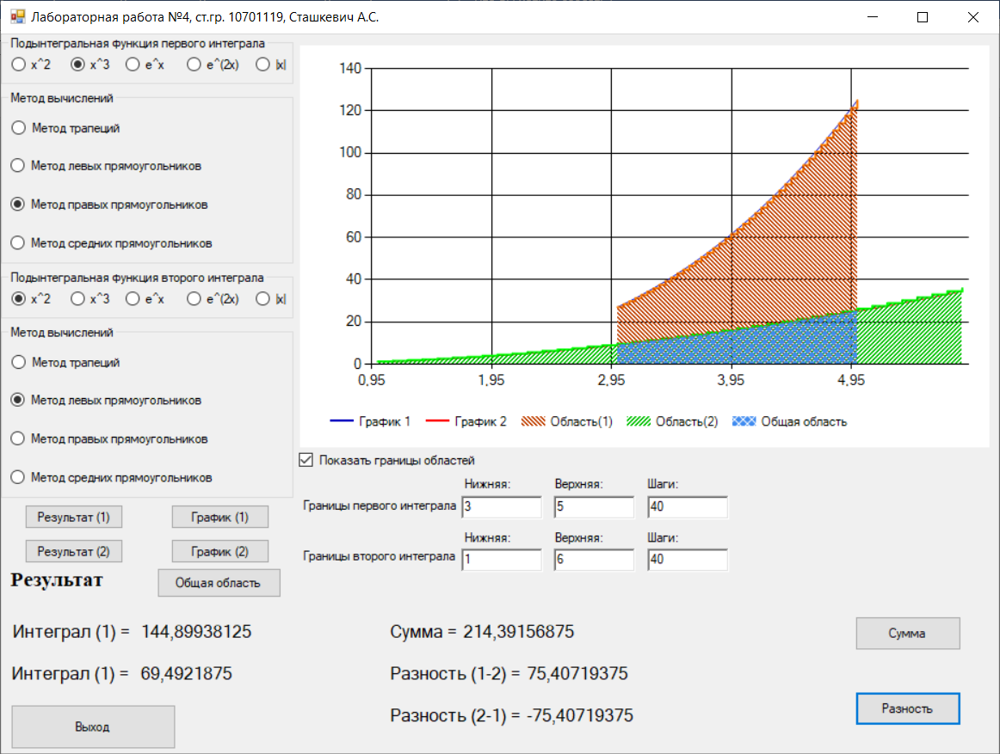 Лабораторная работа №4, ст.гр. 10701119, Сташкевич А.С.
Подынтегральная функция первого интеграла
x^2 x^3 e^x e^(2x) |x|
Метод вычислений
Метод трапеций
Метод левых прямоугольников
Метод правых прямоугольников
Метод средних прямоугольников
Подынтегральная функция второго интеграла
x^2 x^3 e^x e^(2x) |x|
Метод вычислений
Метод трапеций
Метод левых прямоугольников
Метод правых прямоугольников
Метод средних прямоугольников
Результат (1) График (1)
Результат (2) График (2)
Результат Общая область
140
120
100
80
60
40
20
0
0,95 1,95 2,95 3,95 4,95
График 1 График 2 Область(1) Область(2) Общая область
Показать границы областей
Нижняя: Верхняя: Шаги:
Границы первого интеграла 3 5 40
Нижняя: Верхняя: Шаги:
Границы второго интеграла 1 6 40
Интеграл (1) = 144,89938125
Интеграл (1) = 69,4921875
Сумма = 214,39156875
Разность (1-2) = 75,40719375
Разность (2-1) = -75,40719375
Сумма
Разность
Выход